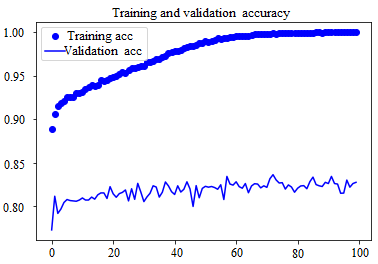 Training and validation accuracy
Training acc
Validation acc
1.00
0.95
0.90
0.85
0.80
0 20 40 60 80 100